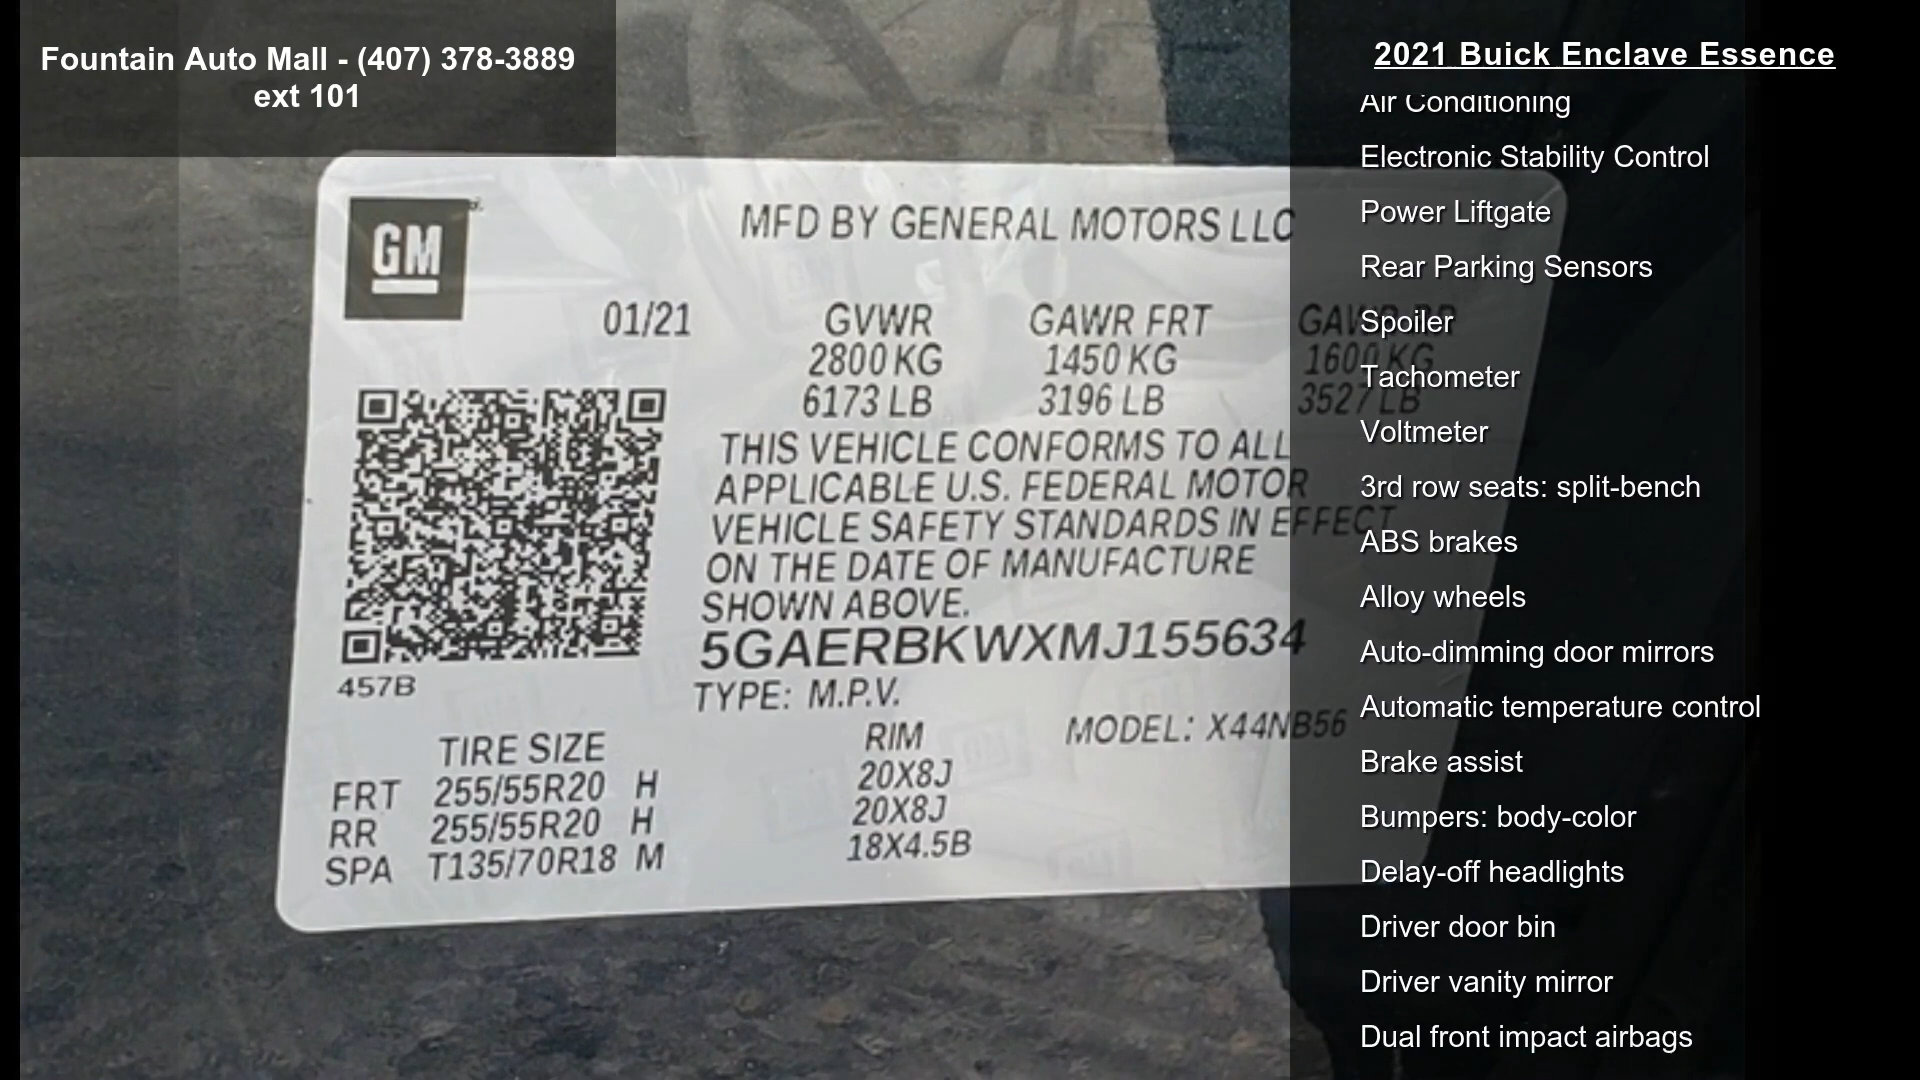 Fountain Auto Mall - (407) 378-3889
ext 101
2021 Buick Enclave Essence
Air Conditioning
Electronic Stability Control
Power Liftgate
Rear Parking Sensors
Spoiler
Tachometer
Voltmeter
3rd row seats: split-bench
ABS brakes
Alloy wheels
Auto-dimming door mirrors
Automatic temperature control
Brake assist
Bumpers: body-color
Delay-off headlights
Driver door bin
Driver vanity mirror
Dual front impact airbags
GM
MFD BY GENERAL MOTORS LLC
01/21 GVWR GAWR FRT GAWR RR
2800 KG 1450 KG 1600 KG
6173 LB 3196 LB 3527 LB
THIS VEHICLE CONFORMS TO ALL
APPLICABLE U.S. FEDERAL MOTOR
VEHICLE SAFETY STANDARDS IN EFFECT
ON THE DATE OF MANUFACTURE
SHOWN ABOVE.
5GAERBKWXMJ155634
457B
TYPE: M.P.V.
MODEL: X44NB56
TIRE SIZE RIM
FRT 255/55R20 H 20X8J
RR 255/55R20 H 20X8J
SPA T135/70R18 M 18X4.5B